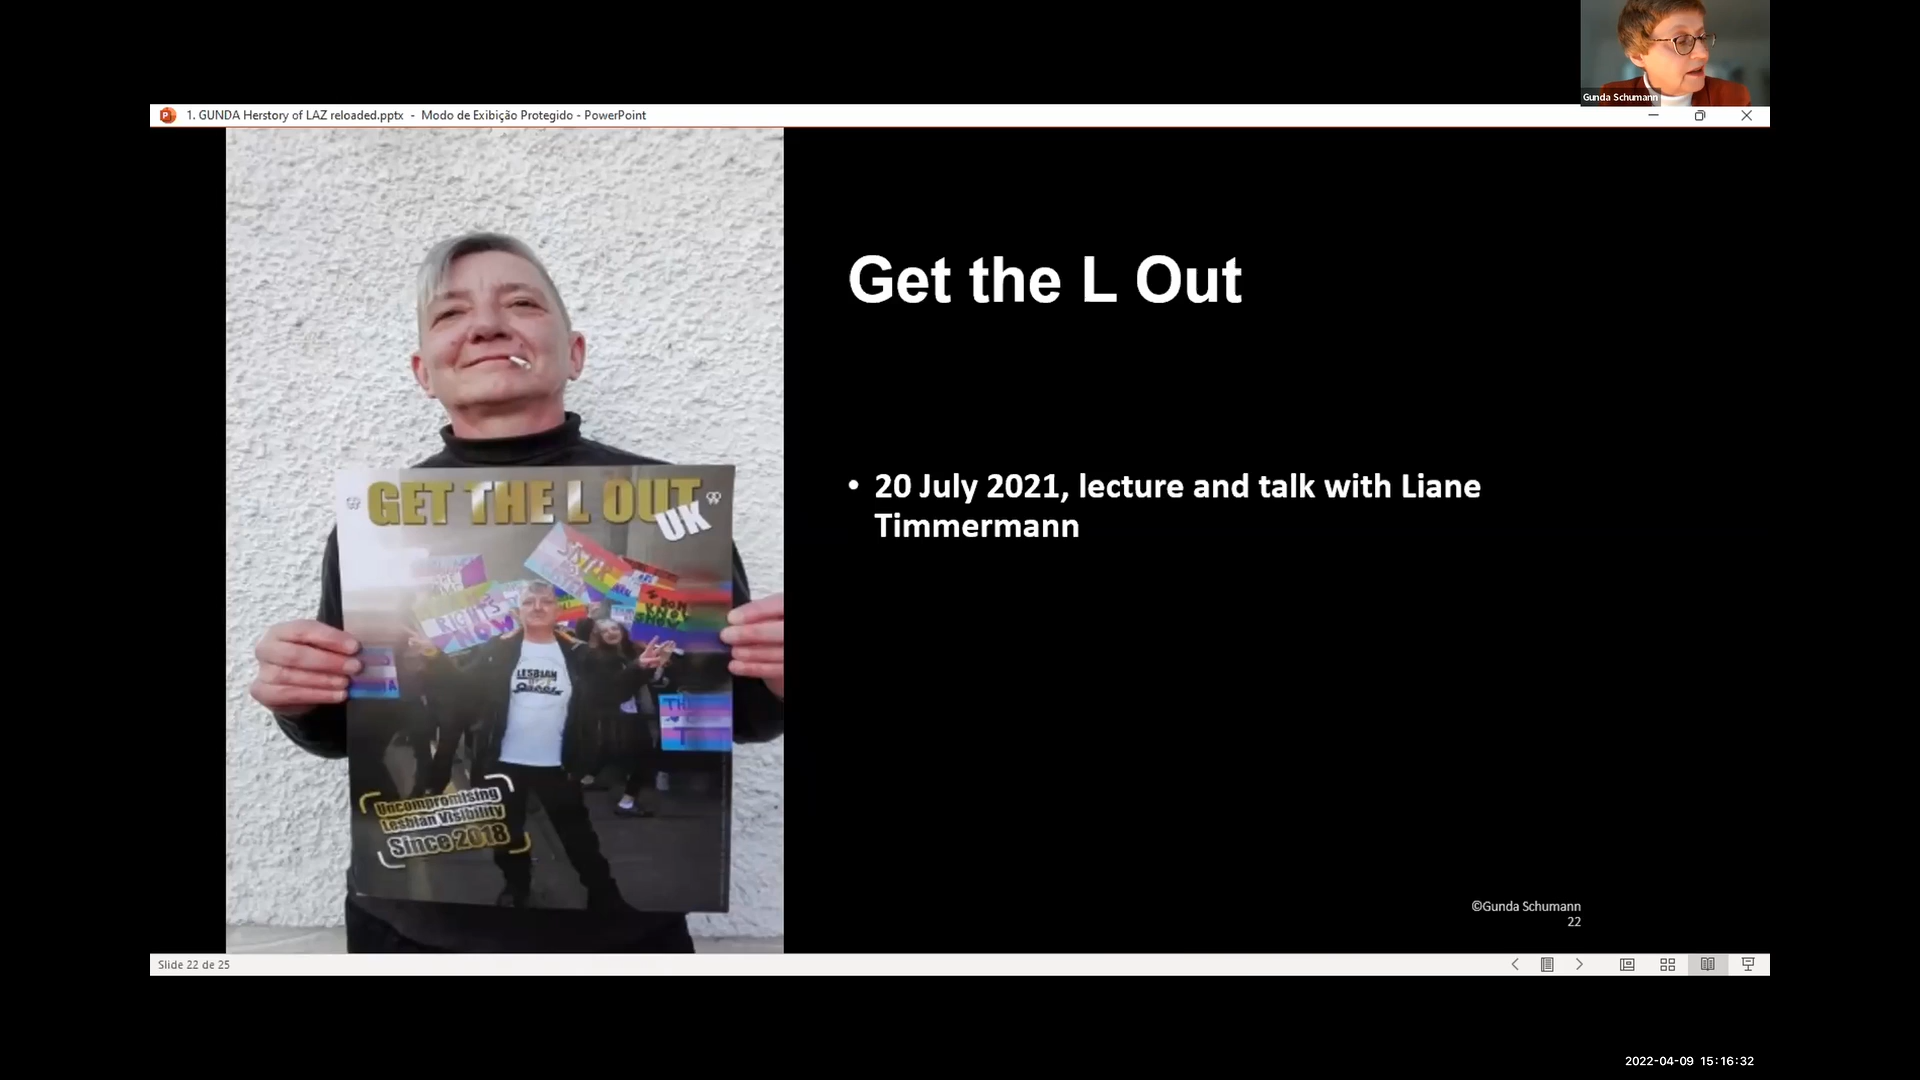 Gunda Schumann
1. GUNDA Herstory of LAZ reloaded.pptx - Modo de Exibição Protegido - PowerPoint
Get the L Out
• 20 July 2021, lecture and talk with Liane
Timmermann
"GET THE L OUT"
UK
SISTER
RIGHTS
NOW
LESBIAN
Queer
Uncompromising
Lesbian Visibility
Since 2018
©Gunda Schumann
22
Slide 22 de 25
2022-04-09 15:16:32